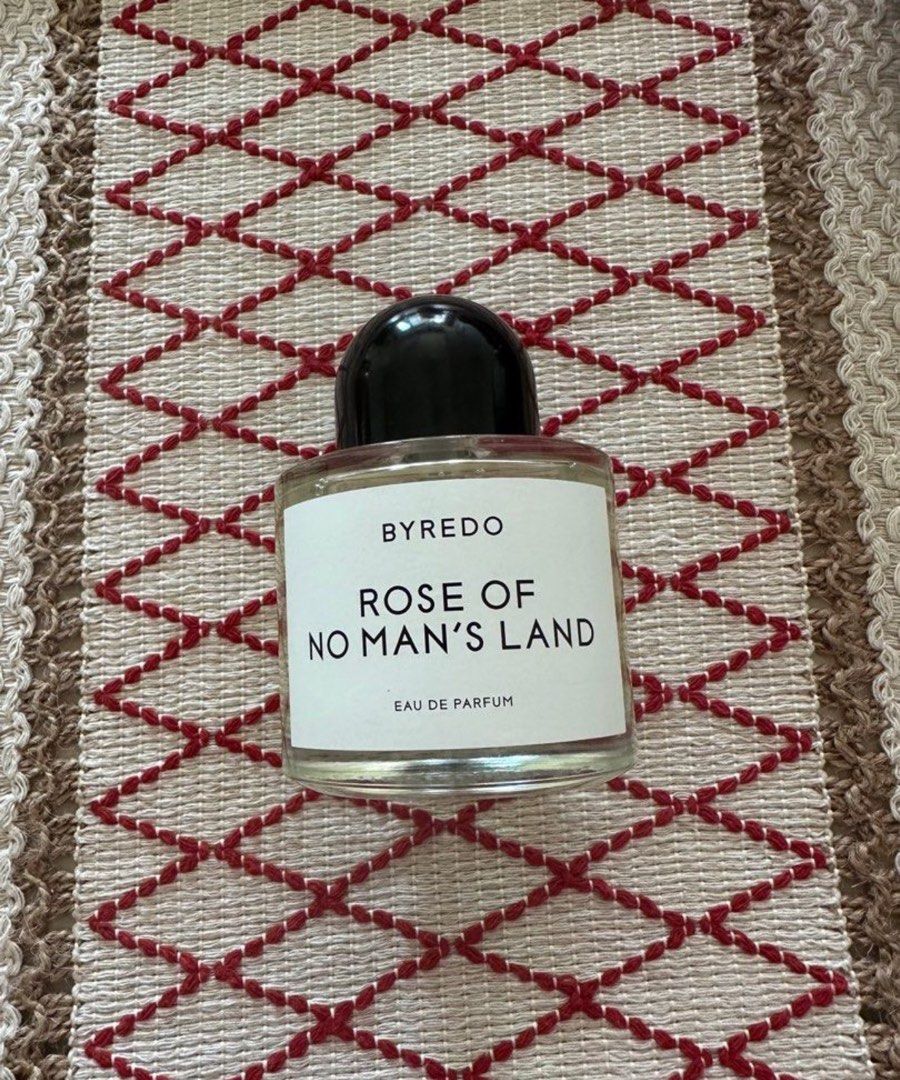 BYREDO
ROSE OF
NO MAN'S LAND
EAU DE PARFUM